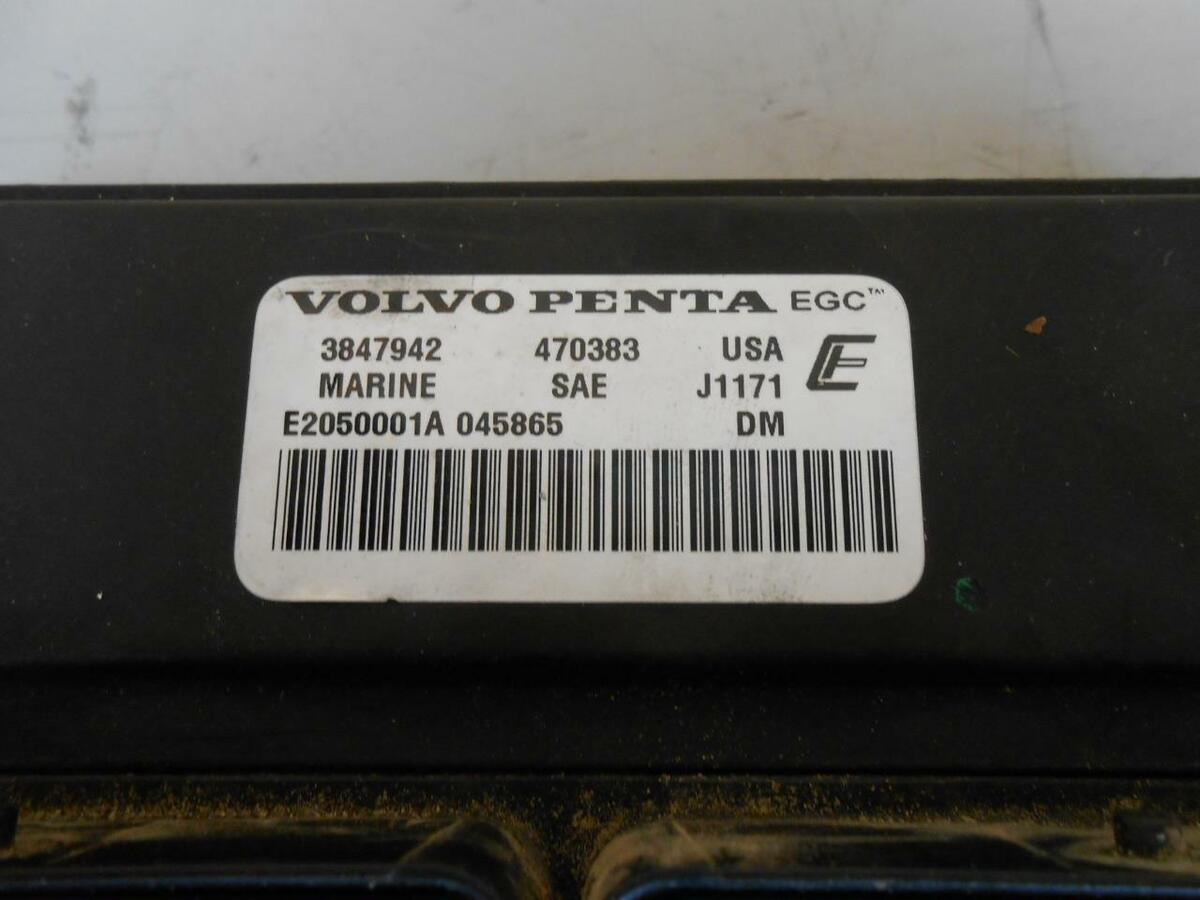 VOLVO PENTA EGC™
3847942 470383 USA
MARINE SAE J1171
E2050001A 045865 DM